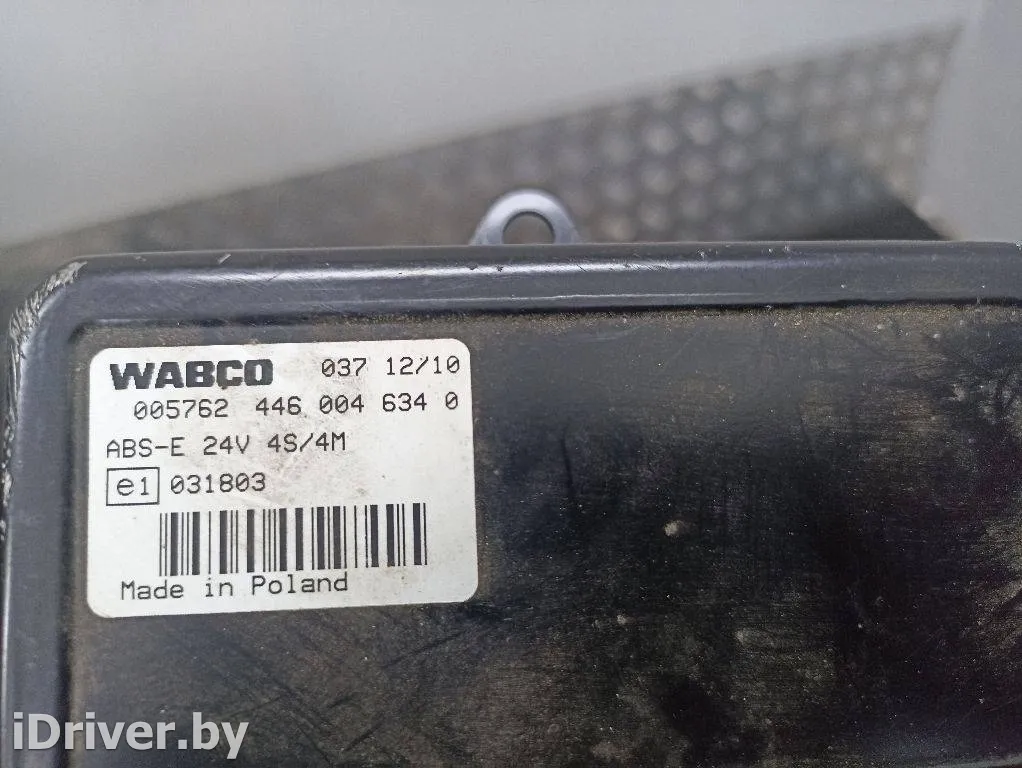 WABCO 037 12/10
005762 446 004 634 0
ABS-E 24V 4S/4M
e1 031803
Made in Poland
iDriver.by